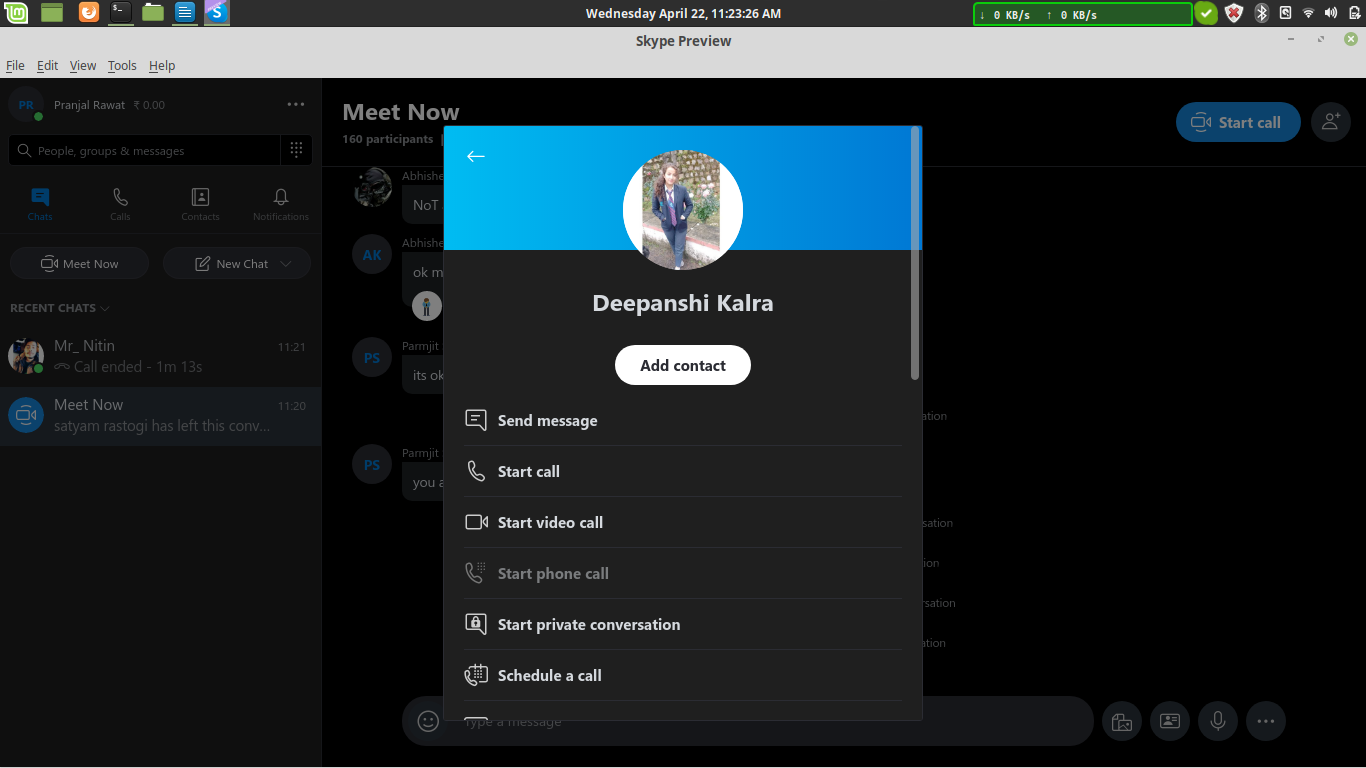 Wednesday April 22, 11:23:26 AM
↓ 0 KB/s ↑ 0 KB/s
Skype Preview
File Edit View Tools Help
PR Pranjal Rawat ₹ 0.00
People, groups & messages
Chats Calls Contacts Notifications
Meet Now New Chat
RECENT CHATS
Mr_ Nitin 11:21
Call ended - 1m 13s
Meet Now 11:20
satyam rastogi has left this conv...
Meet Now
160 participants |
Start call
Abhishe
NoT
AK Abhishe
ok m
PS Parmjit
its ok
PS Parmjit
you a
Deepanshi Kalra
Add contact
Send message
Start call
Start video call
Start phone call
Start private conversation
Schedule a call
ation
sation
ion
rsation
ation
Type a message